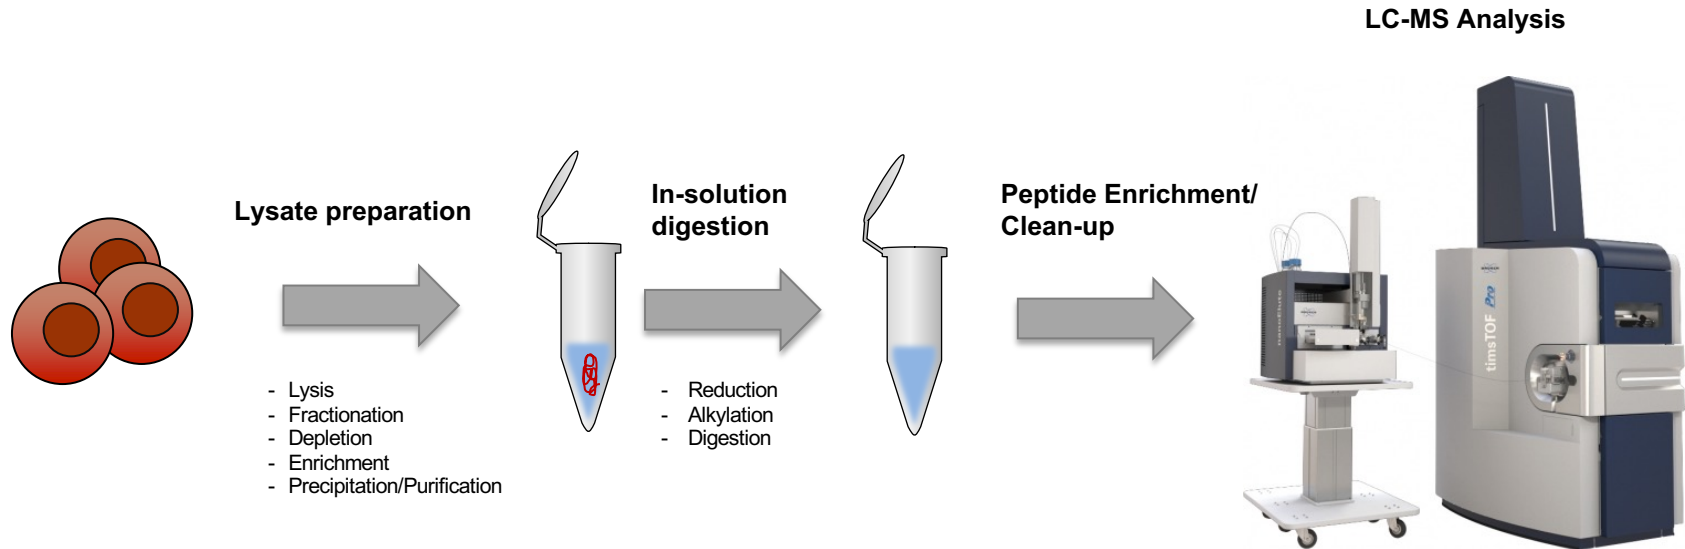 LC-MS Analysis
Lysate preparation
In-solution
digestion
Peptide Enrichment/
Clean-up
- Lysis
- Fractionation
- Depletion
- Enrichment
- Precipitation/Purification
- Reduction
- Alkylation
- Digestion
nanoElute
timsTOF Pro